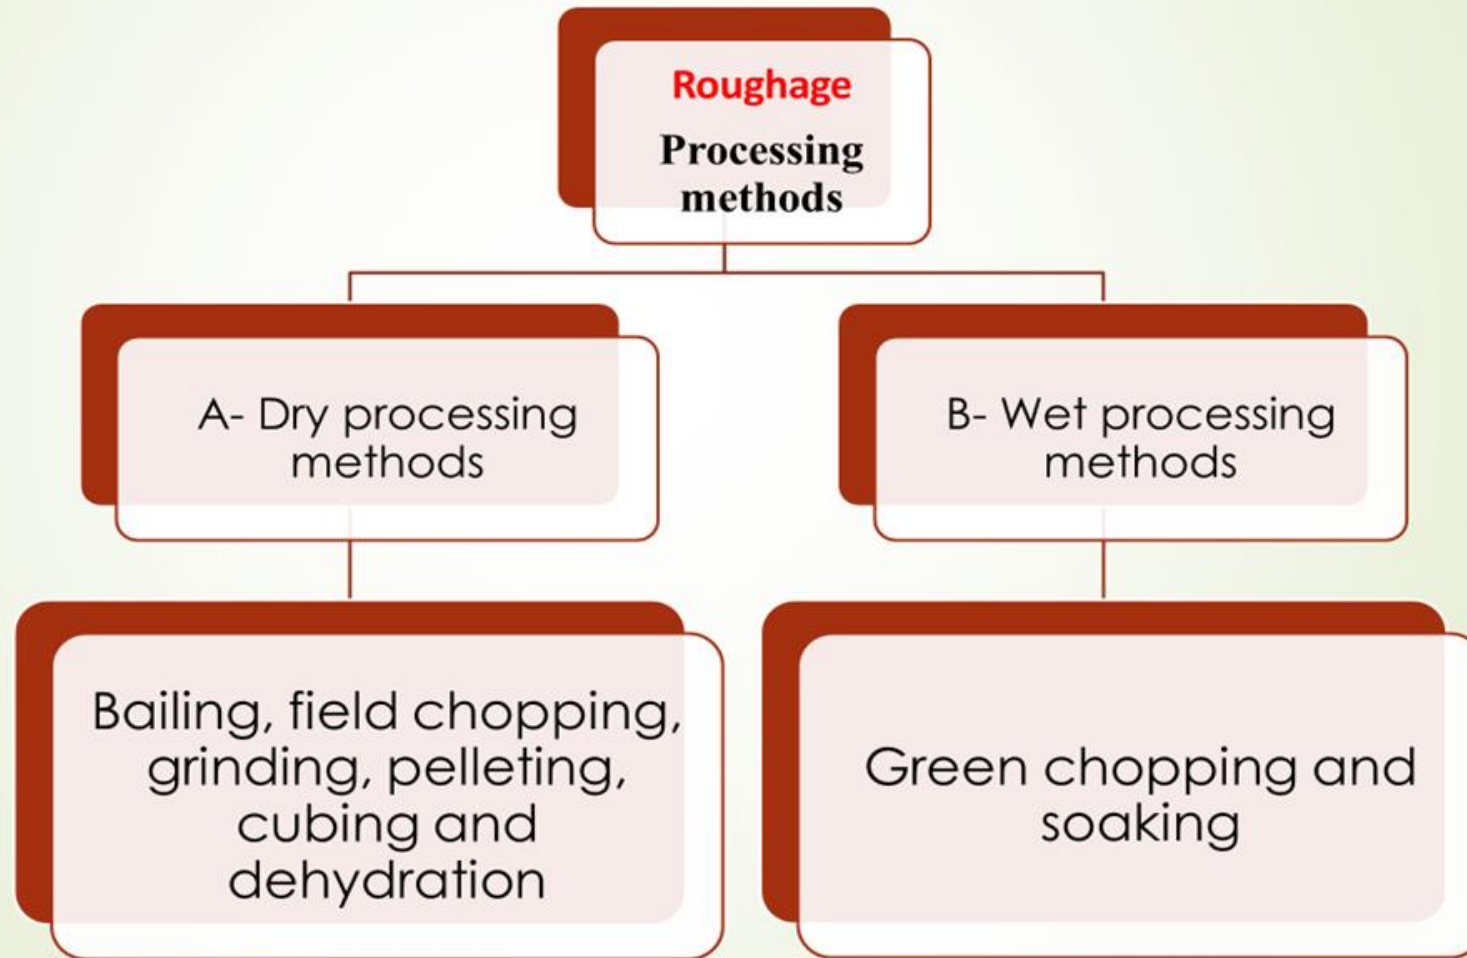 Roughage
Processing
methods
A- Dry processing
methods
B- Wet processing
methods
Bailing, field chopping,
grinding, pelleting,
cubing and
dehydration
Green chopping and
soaking